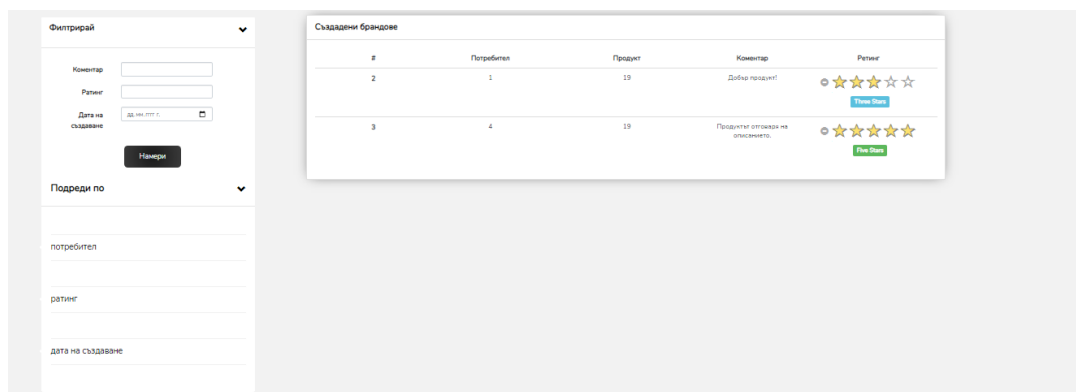 Филтрирай
Коментар
Ратинг
Дата на
създаване
дд.мм.гггг г.
Намери
Подреди по
потребител
ратинг
дата на създаване
Създадени брандове
# Потребител Продукт Коментар Ретинг
2 1 19 Добър продукт!
Three Stars
3 4 19 Продуктът отговаря на
описанието.
Five Stars